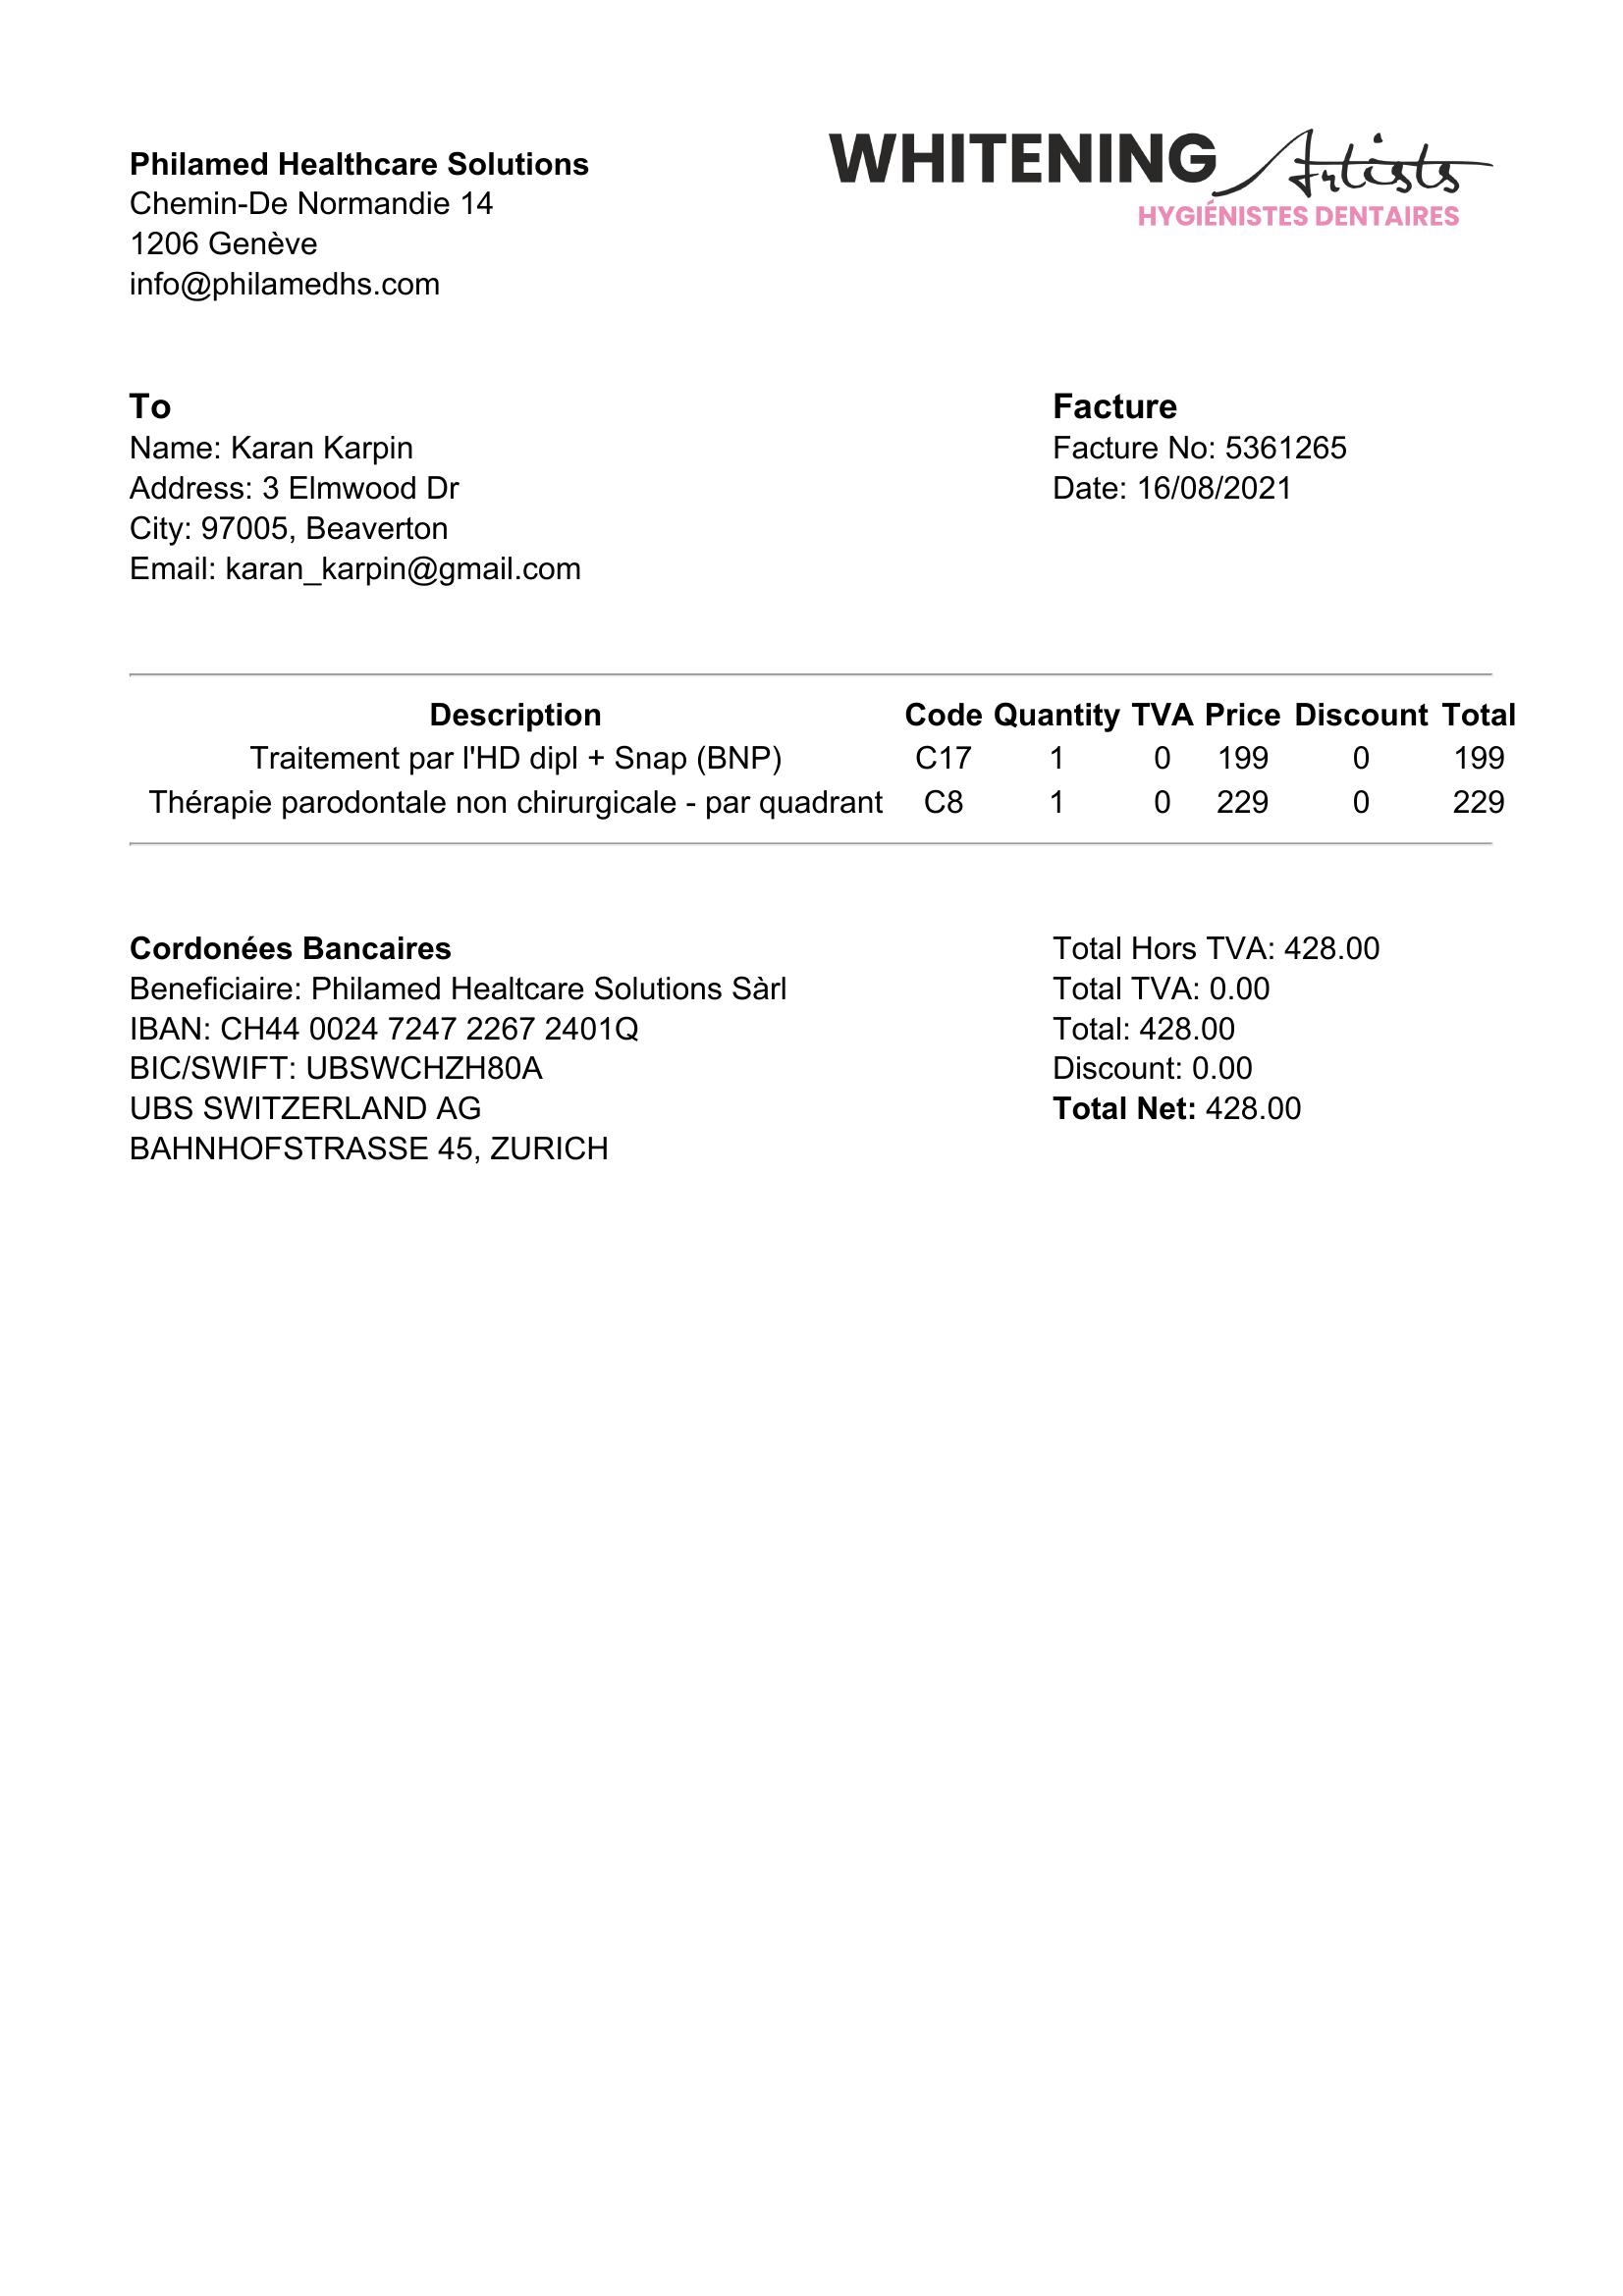 Philamed Healthcare Solutions
Chemin-De Normandie 14
1206 Genève
info@philamedhs.com
WHITENING Artists
HYGIÉNISTES DENTAIRES
To
Name: Karan Karpin
Address: 3 Elmwood Dr
City: 97005, Beaverton
Email: karan_karpin@gmail.com
Facture
Facture No: 5361265
Date: 16/08/2021
Description Code Quantity TVA Price Discount Total
Traitement par l'HD dipl + Snap (BNP) C17 1 0 199 0 199
Thérapie parodontale non chirurgicale - par quadrant C8 1 0 229 0 229
Cordonées Bancaires
Beneficiaire: Philamed Healtcare Solutions Sàrl
IBAN: CH44 0024 7247 2267 2401Q
BIC/SWIFT: UBSWCHZH80A
UBS SWITZERLAND AG
BAHNHOFSTRASSE 45, ZURICH
Total Hors TVA: 428.00
Total TVA: 0.00
Total: 428.00
Discount: 0.00
Total Net: 428.00